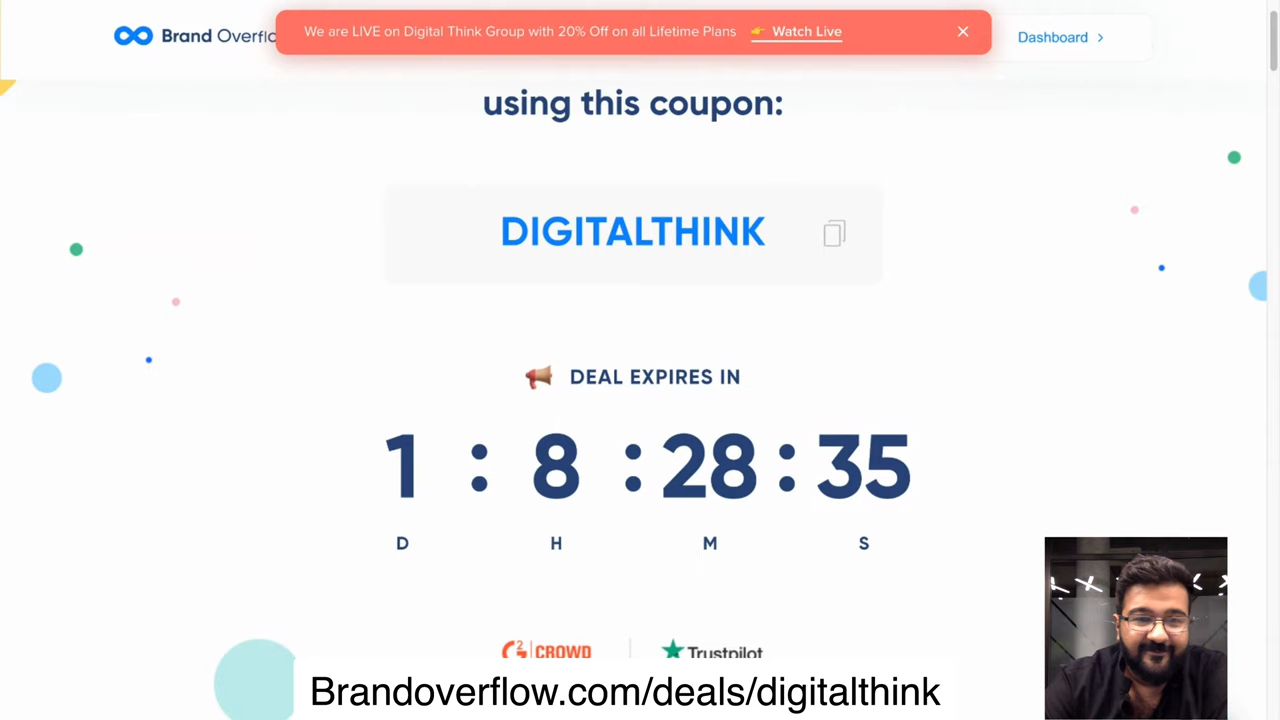 Brand Overflo
We are LIVE on Digital Think Group with 20% Off on all Lifetime Plans 👉 Watch Live
Dashboard
using this coupon:
DIGITALTHINK
DEAL EXPIRES IN
1 : 8 : 28 : 35
D H M S
G2 CROWD Trustpilot
Brandoverflow.com/deals/digitalthink